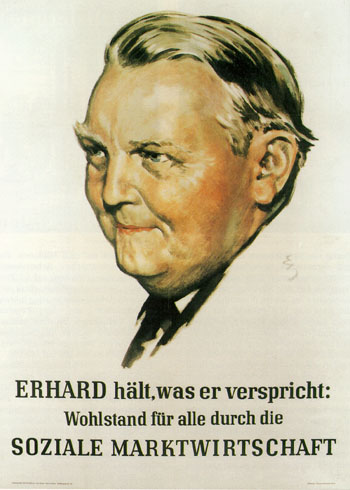 ERHARD hält, was er verspricht:
Wohlstand für alle durch die
SOZIALE MARKTWIRTSCHAFT